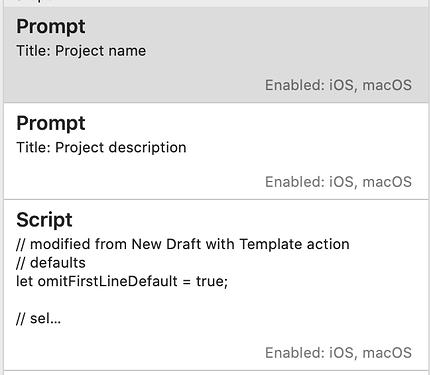 Prompt
Title: Project name
Enabled: iOS, macOS
Prompt
Title: Project description
Enabled: iOS, macOS
Script
// modified from New Draft with Template action
// defaults
let omitFirstLineDefault = true;
// sel...
Enabled: iOS, macOS